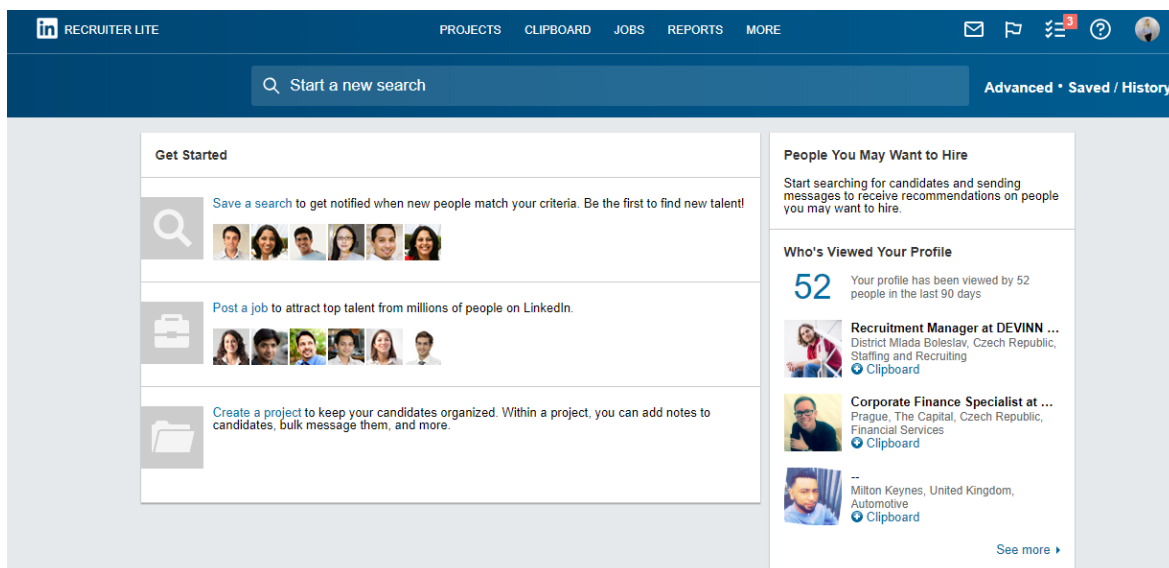 in RECRUITER LITE
PROJECTS CLIPBOARD JOBS REPORTS MORE
3
Start a new search
Advanced • Saved / History
Get Started
Save a search to get notified when new people match your criteria. Be the first to find new talent!
Post a job to attract top talent from millions of people on LinkedIn.
Create a project to keep your candidates organized. Within a project, you can add notes to
candidates, bulk message them, and more.
People You May Want to Hire
Start searching for candidates and sending
messages to receive recommendations on people
you may want to hire.
Who's Viewed Your Profile
52
Your profile has been viewed by 52
people in the last 90 days
Recruitment Manager at DEVINN ...
District Mlada Boleslav, Czech Republic,
Staffing and Recruiting
Clipboard
Corporate Finance Specialist at ...
Prague, The Capital, Czech Republic,
Financial Services
Clipboard
--
Milton Keynes, United Kingdom,
Automotive
Clipboard
See more